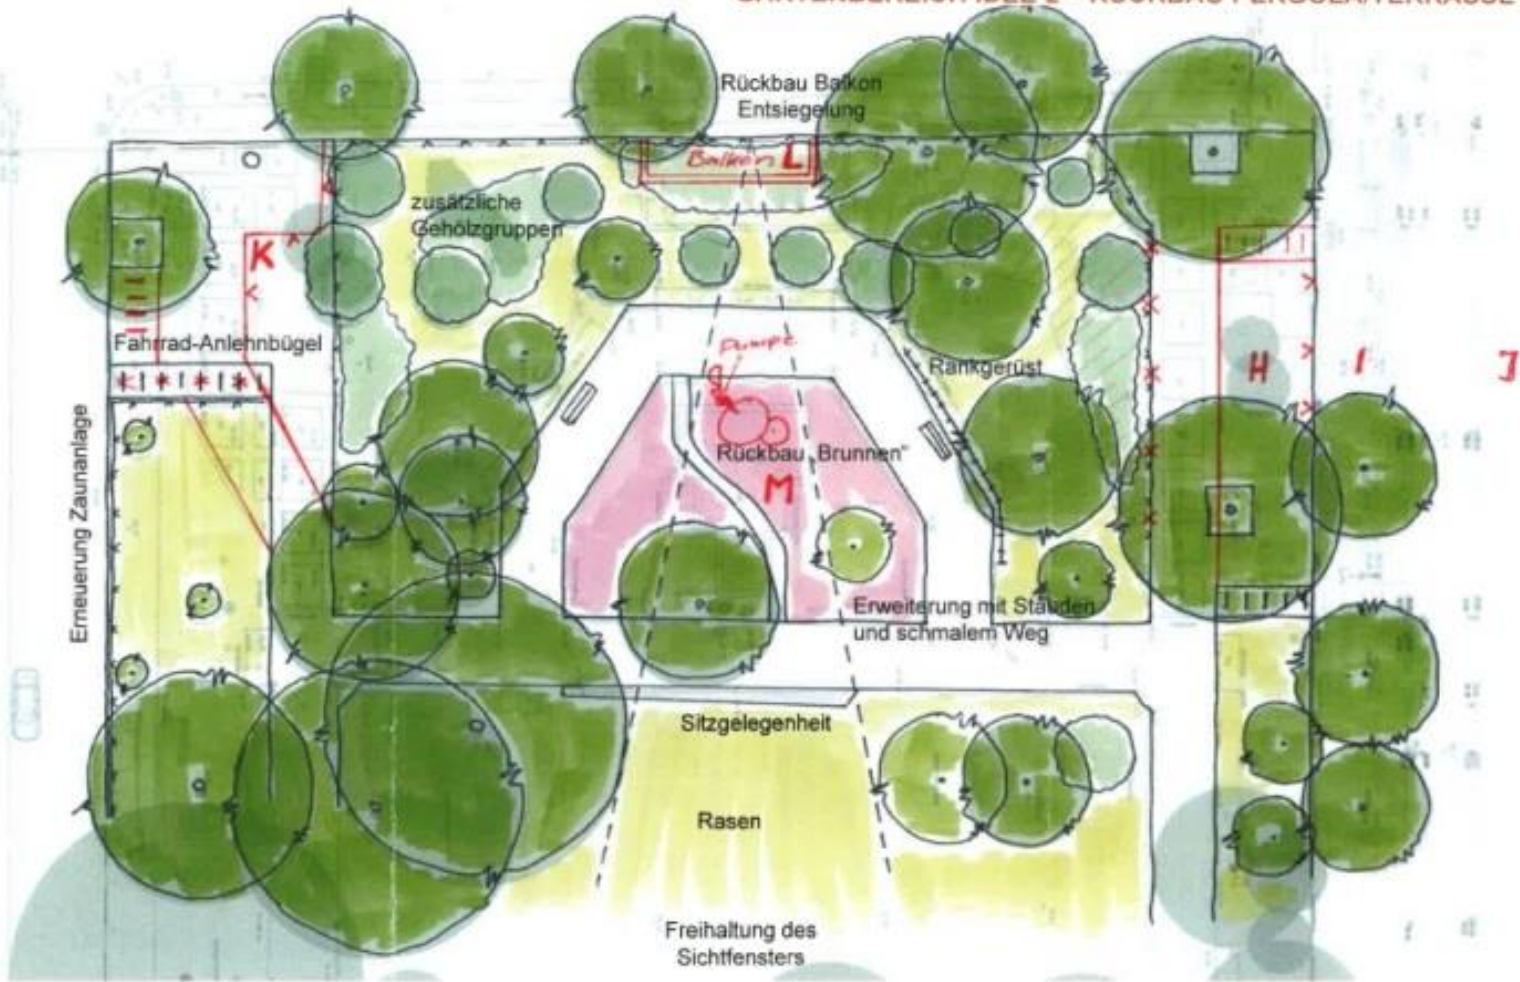 Rückbau Balkon
Entsiegelung
Balkon L
zusätzliche
Gehölzgruppen
K
Fahrrad-Anlehnbügel
Pumpe
Rankgerüst
H
I
J
Erneuerung Zaunanlage
Rückbau „Brunnen“
M
Erweiterung mit Stauden
und schmalem Weg
Sitzgelegenheit
Rasen
Freihaltung des
Sichtfensters